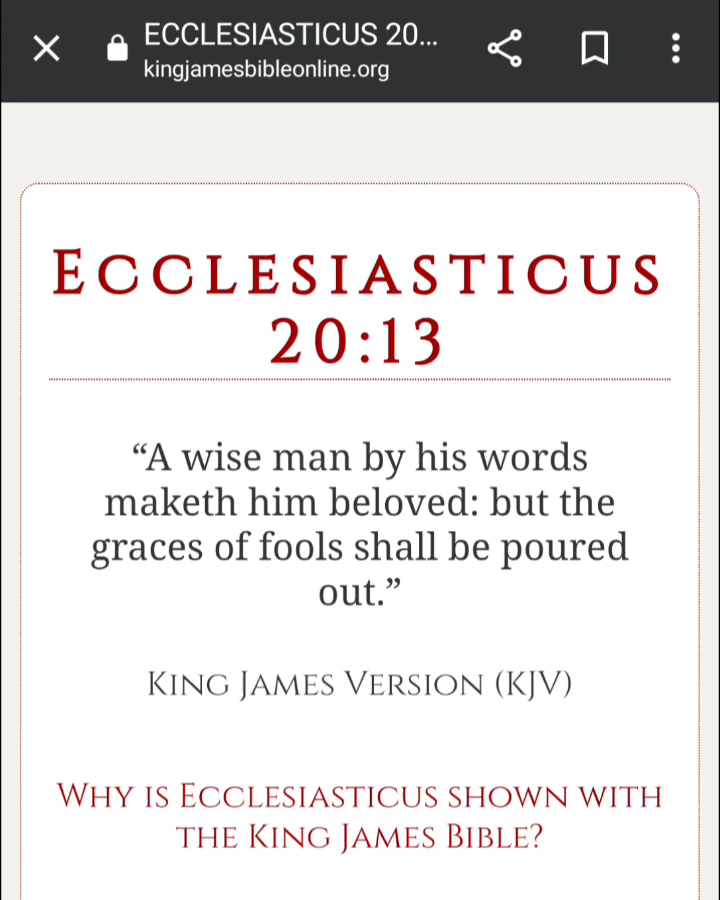 ECCLESIASTICUS 20...
kingjamesbibleonline.org
ECCLESIASTICUS
20:13
“A wise man by his words
maketh him beloved: but the
graces of fools shall be poured
out.”
King James Version (KJV)
Why is Ecclesiasticus shown with
the King James Bible?